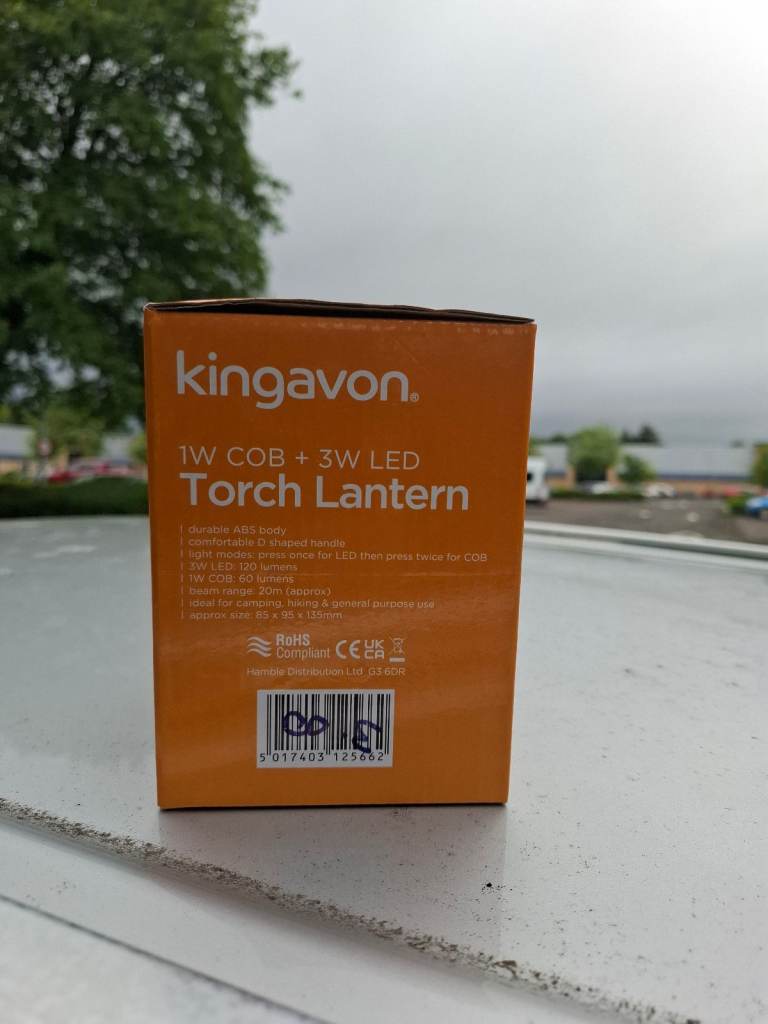 kingavon®
1W COB + 3W LED
Torch Lantern
| durable ABS body
| comfortable D shaped handle
| light modes: press once for LED then press twice for COB
| 3W LED: 120 lumens
| 1W COB: 60 lumens
| beam range: 20m (approx)
| ideal for camping, hiking & general purpose use
| approx size: 85 x 95 x 135mm
RoHS
Compliant CE UK
CA
Hamble Distribution Ltd G3 6DR
5 017403 125662